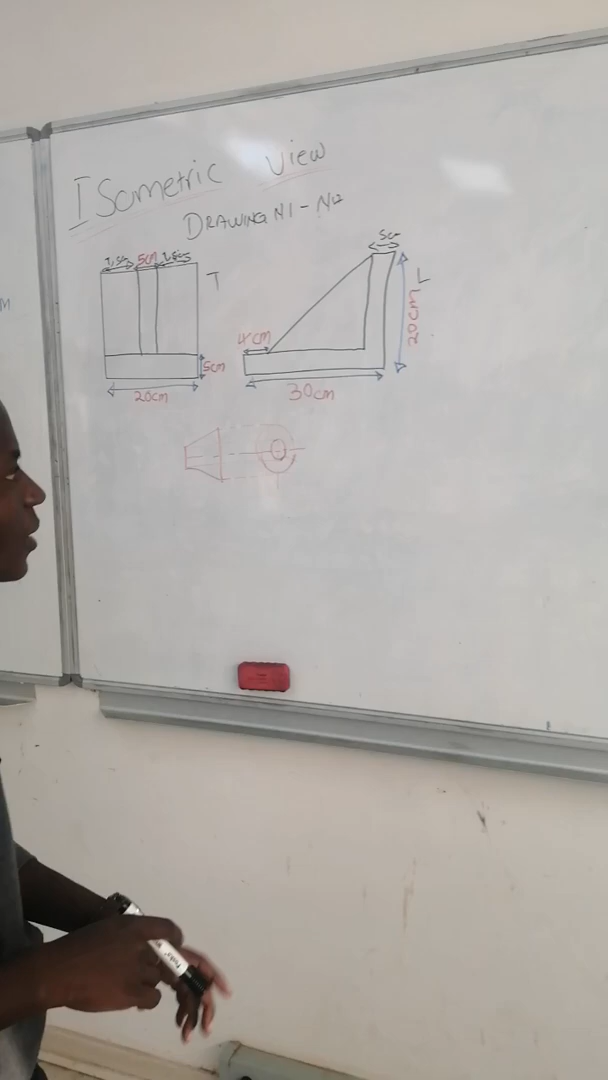 ISometric View
DRAWING N1 - N2
7,5cm 5cm 7,5cm
T
5cm
20cm
5cm
L
20cm
4cm
30cm
M